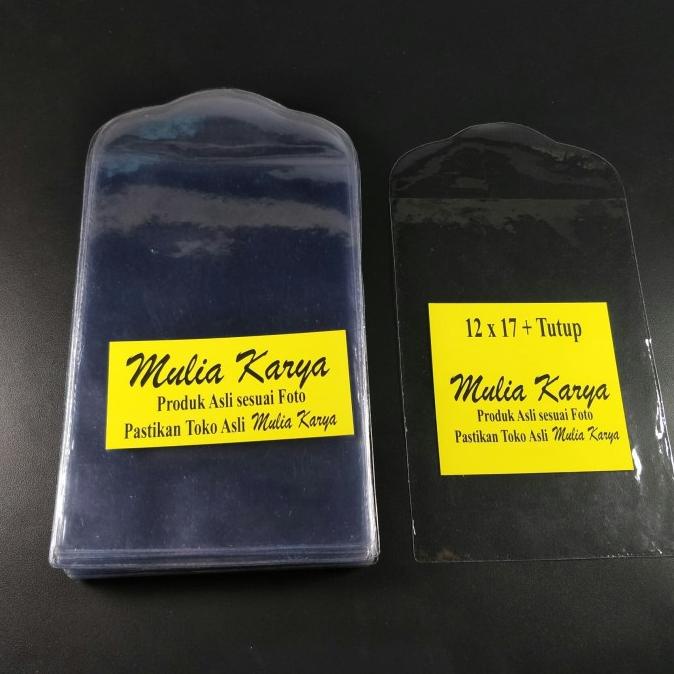 Mulia Karya
Produk Asli sesuai Foto
Pastikan Toko Asli Mulia Karya
12 x 17 + Tutup
Mulia Karya
Produk Asli sesuai Foto
Pastikan Toko Asli Mulia Karya